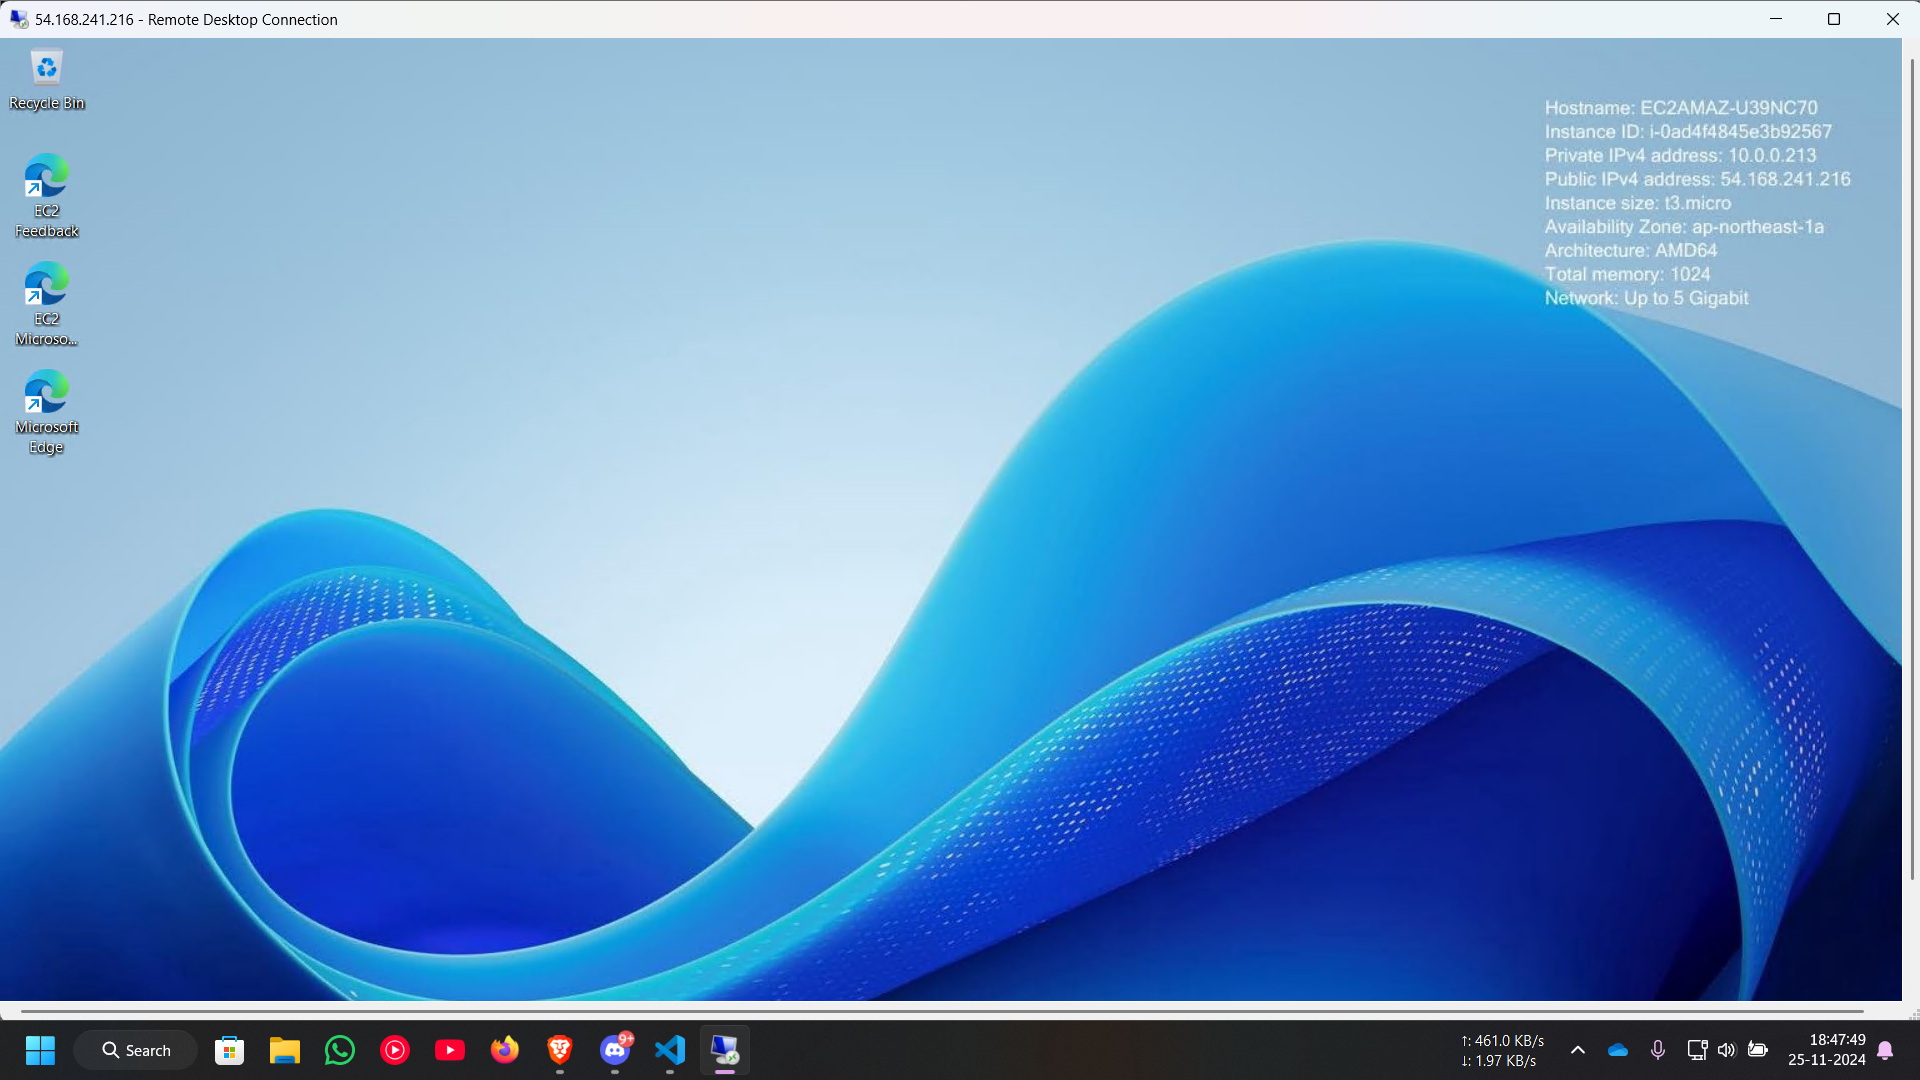 54.168.241.216 - Remote Desktop Connection
Recycle Bin
EC2
Feedback
EC2
Microso...
Microsoft
Edge
Hostname: EC2AMAZ-U39NC70
Instance ID: i-0ad4f4845e3b92567
Private IPv4 address: 10.0.0.213
Public IPv4 address: 54.168.241.216
Instance size: t3.micro
Availability Zone: ap-northeast-1a
Architecture: AMD64
Total memory: 1024
Network: Up to 5 Gigabit
Search
9+
↑: 461.0 KB/s
↓: 1.97 KB/s
18:47:49
25-11-2024